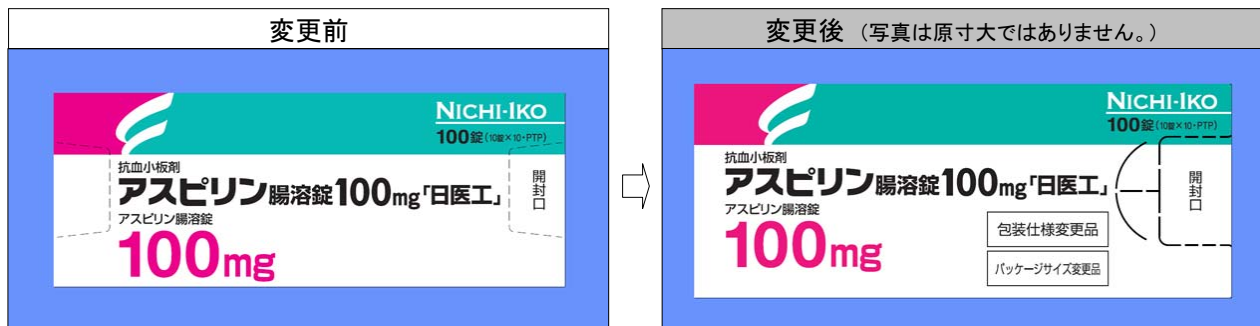 変更前
NICHI-IKO
100錠(10錠×10・PTP)
抗血小板剤
アスピリン腸溶錠100mg「日医工」
アスピリン腸溶錠
100mg
開封口
変更後 (写真は原寸大ではありません。)
NICHI-IKO
100錠(10錠×10・PTP)
抗血小板剤
アスピリン腸溶錠100mg「日医工」
アスピリン腸溶錠
100mg
包装仕様変更品
パッケージサイズ変更品
開封口